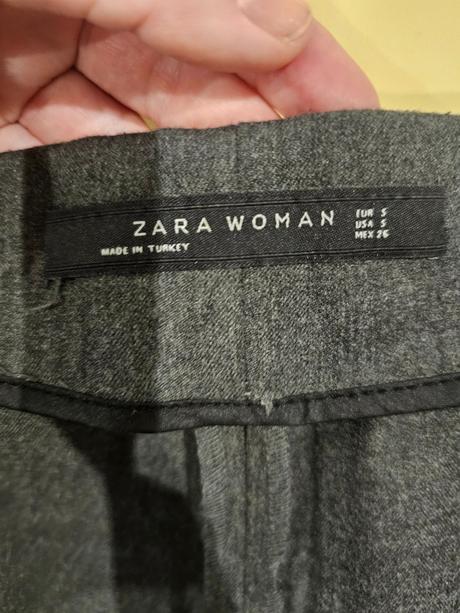 ZARA WOMAN
MADE IN TURKEY
EUR S
USA S
MEX 26